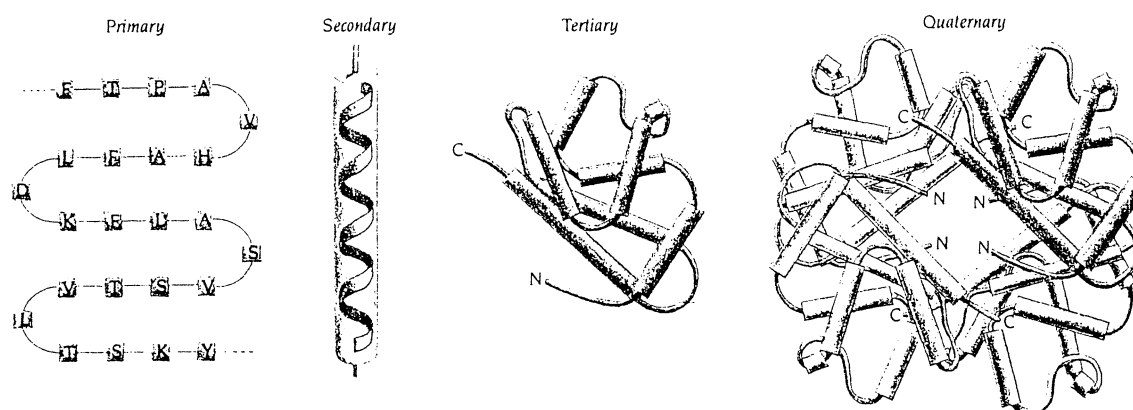 Primary
Secondary
Tertiary
Quaternary
F T P A
V
L E A H
D
K E L A
S
V T S V
L
T S K Y
C
N
C
C
N
N
N
N
C
C